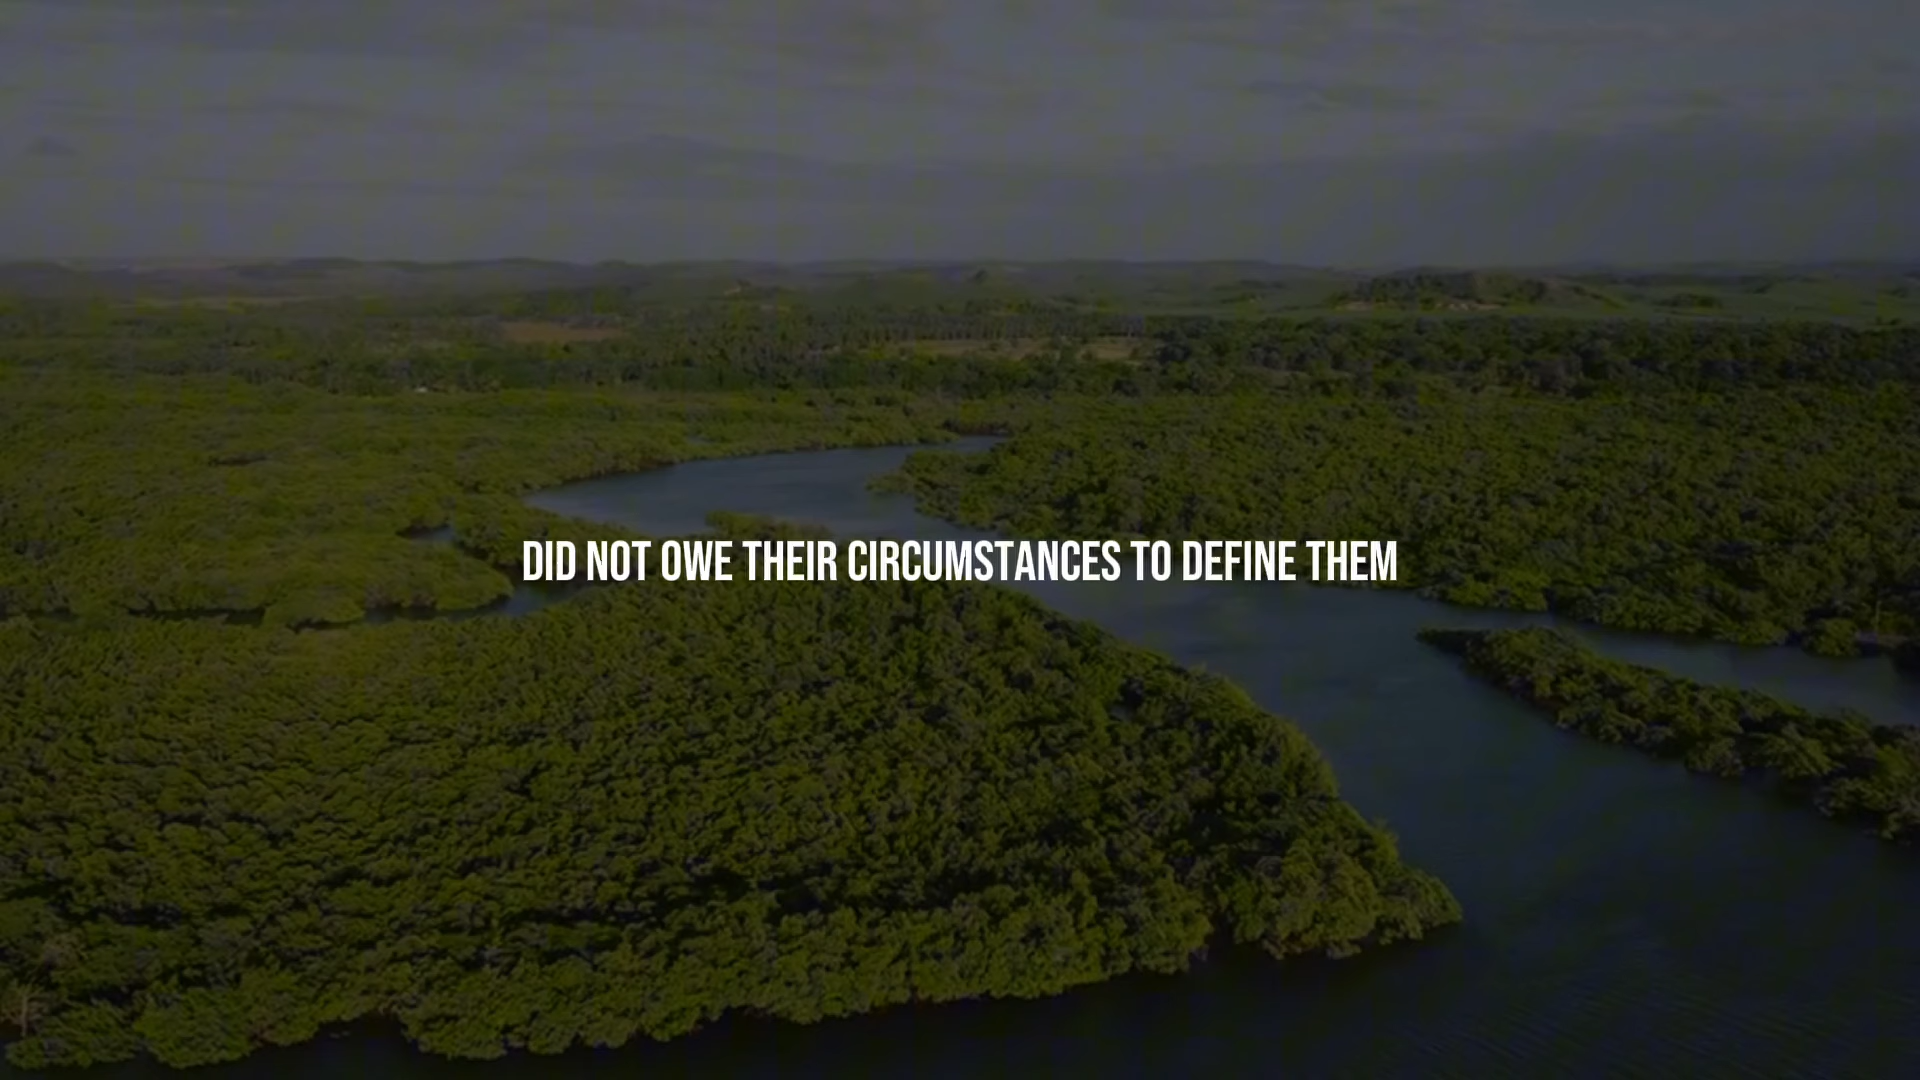 DID NOT OWE THEIR CIRCUMSTANCES TO DEFINE THEM